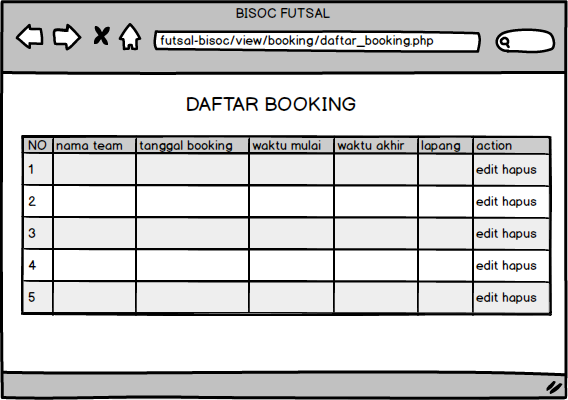 BISOC FUTSAL
futsal-bisoc/view/booking/daftar_booking.php
DAFTAR BOOKING
NO nama team tanggal booking waktu mulai waktu akhir lapang action
1 edit hapus
2 edit hapus
3 edit hapus
4 edit hapus
5 edit hapus